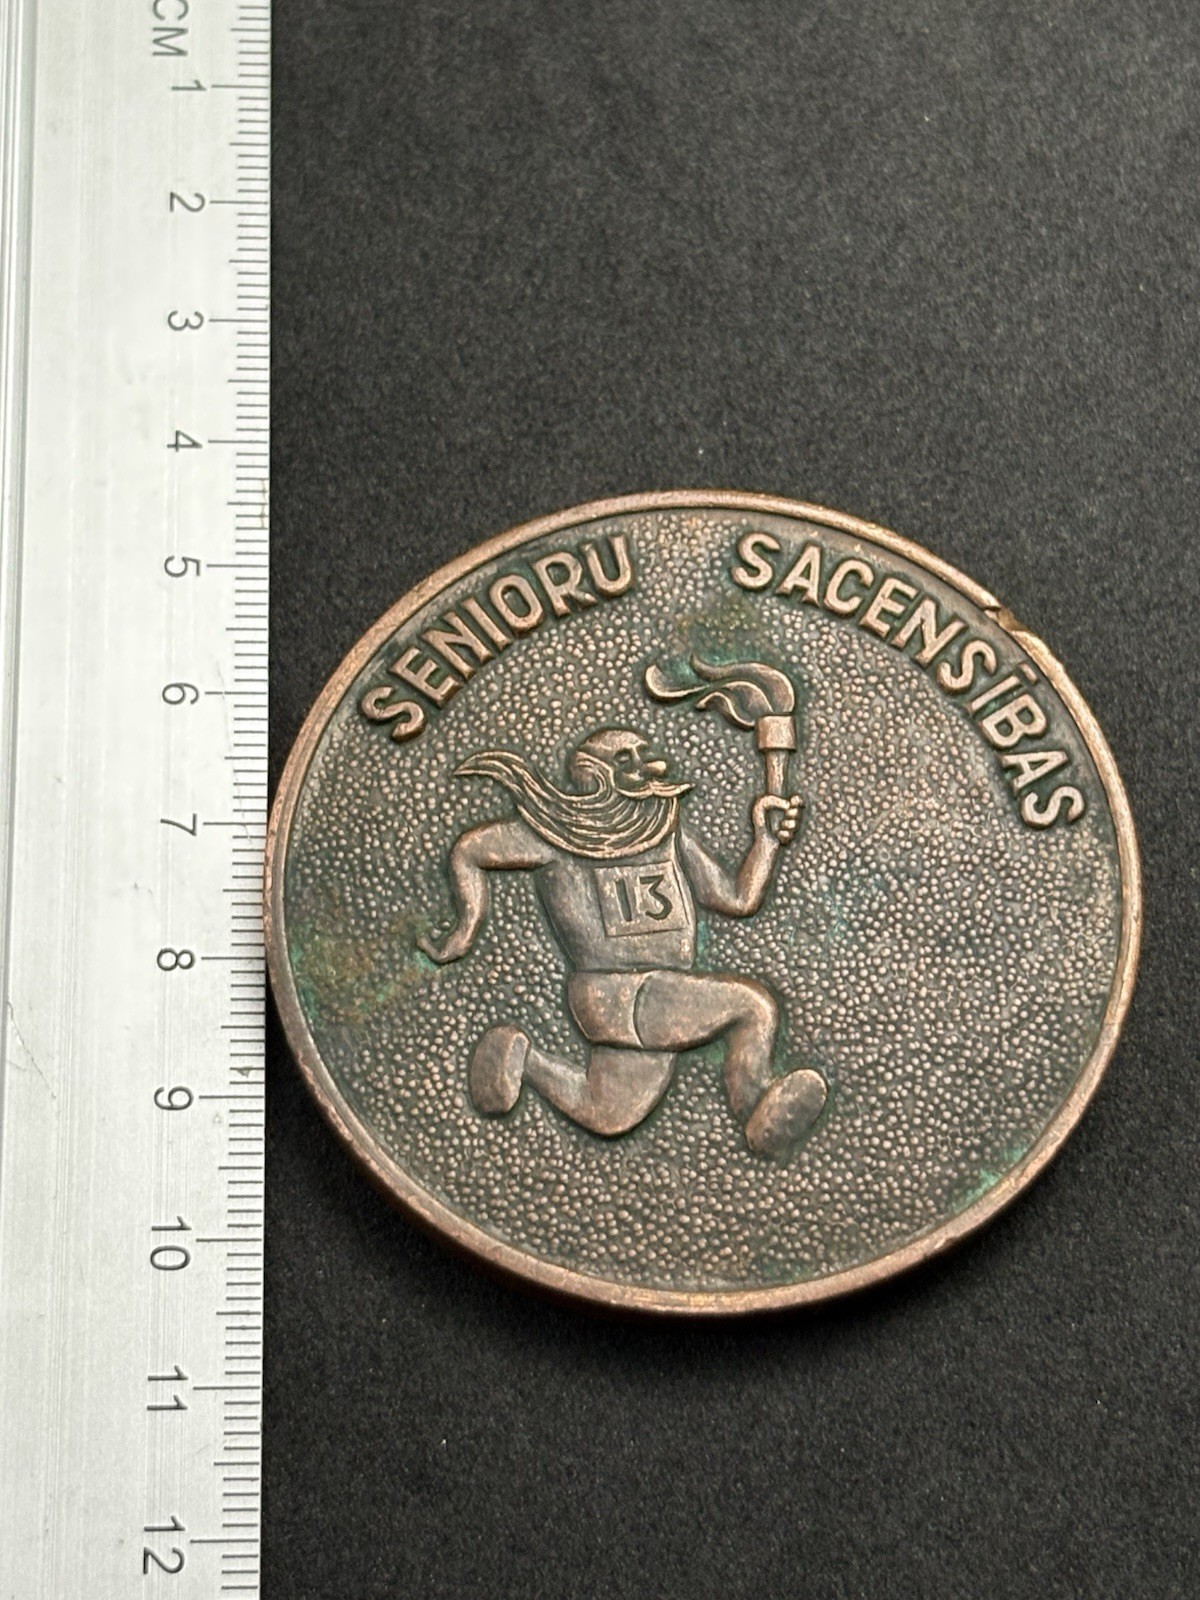 CM 1 2 3 4 5 6 7 8 9 10 11 12
SENIORU SACENSĪBAS
13